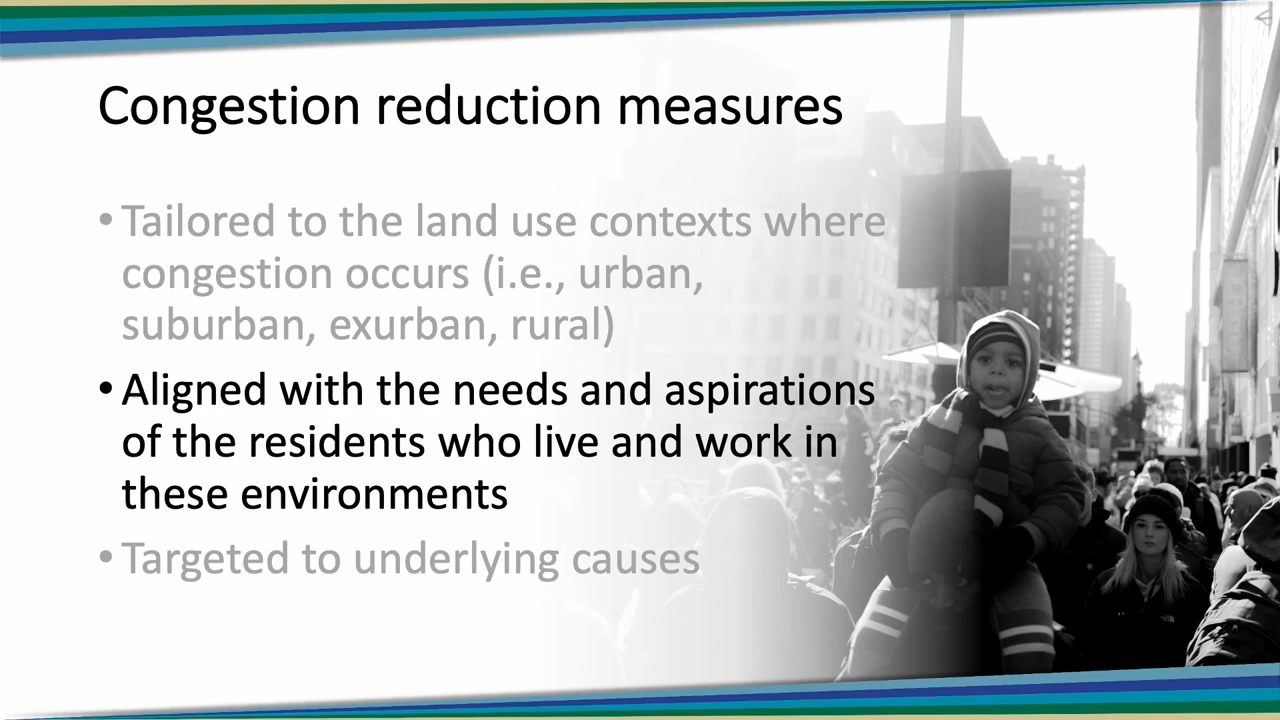 Congestion reduction measures
• Tailored to the land use contexts where
congestion occurs (i.e., urban,
suburban, exurban, rural)
• Aligned with the needs and aspirations
of the residents who live and work in
these environments
• Targeted to underlying causes